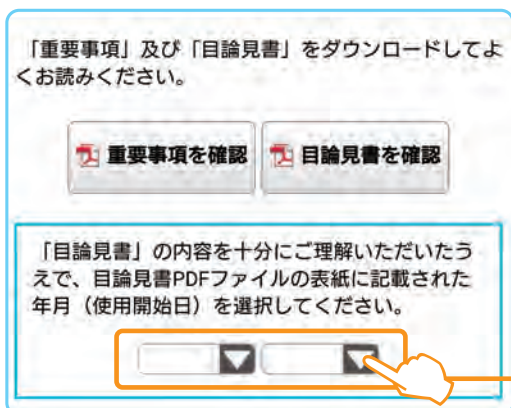 「重要事項」及び「目論見書」をダウンロードしてよ
くお読みください。
重要事項を確認 目論見書を確認
「目論見書」の内容を十分にご理解いただいたう
えで、目論見書PDFファイルの表紙に記載された
年月（使用開始日）を選択してください。